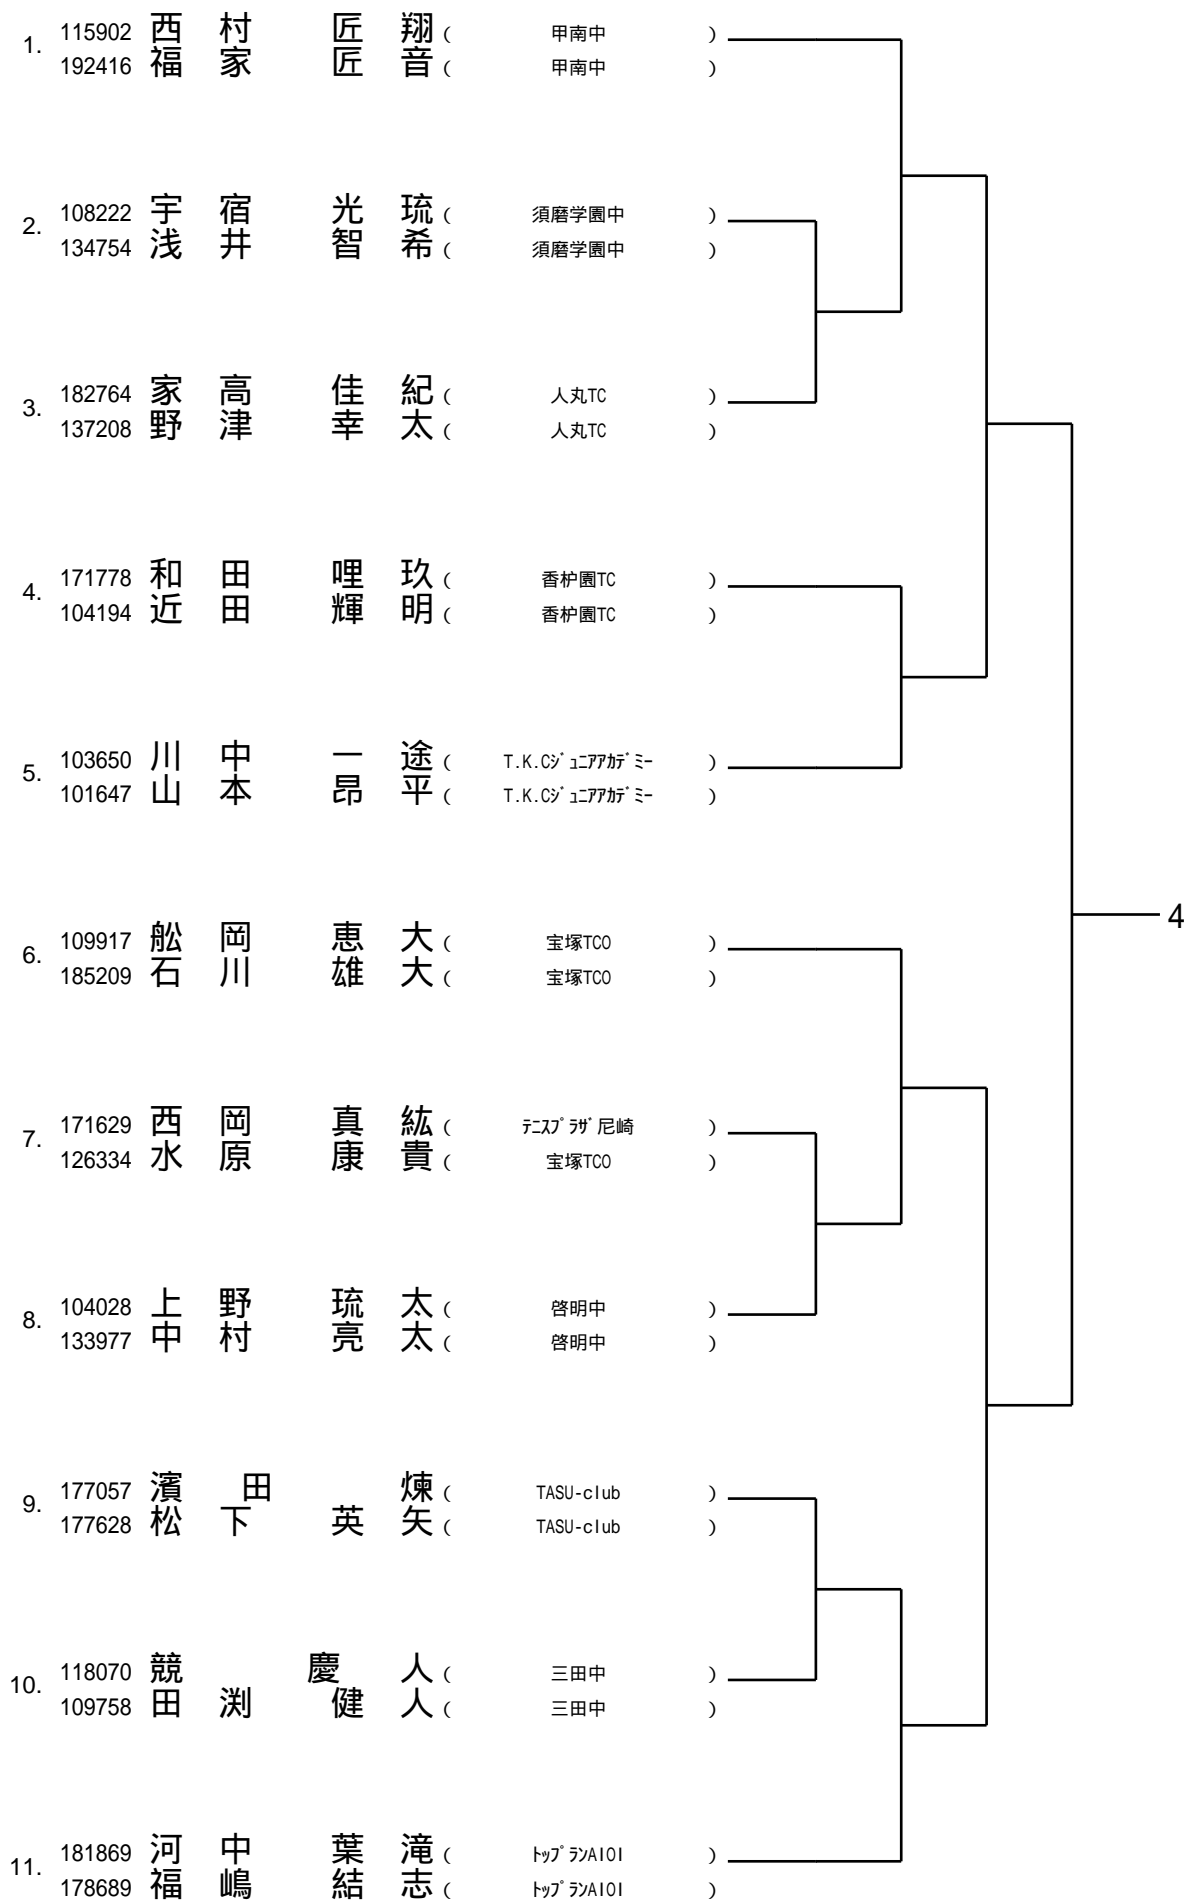 1. 115902 西村 匠翔 ( 甲南中 )
192416 福家 匠音 ( 甲南中 )
2. 108222 宇宿 光琉 ( 須磨学園中 )
134754 浅井 智希 ( 須磨学園中 )
3. 182764 家高 佳紀 ( 人丸TC )
137208 野津 幸太 ( 人丸TC )
4. 171778 和田 哩玖 ( 香枦園TC )
104194 近田 輝明 ( 香枦園TC )
5. 103650 川中 一途 ( T.K.Cｼﾞｭﾆｱｱｶﾃﾞﾐｰ )
101647 山本 昂平 ( T.K.Cｼﾞｭﾆｱｱｶﾃﾞﾐｰ )
4
6. 109917 舩岡 恵大 ( 宝塚TCO )
185209 石川 雄大 ( 宝塚TCO )
7. 171629 西岡 真紘 ( ﾃﾆｽﾌﾟﾗｻﾞ尼崎 )
126334 水原 康貴 ( 宝塚TCO )
8. 104028 上野 琉太 ( 啓明中 )
133977 中村 亮太 ( 啓明中 )
9. 177057 濱田 煉 ( TASU-club )
177628 松下 英矢 ( TASU-club )
10. 118070 競 慶人 ( 三田中 )
109758 田渕 健人 ( 三田中 )
11. 181869 河中 葉滝 ( ﾄｯﾌﾟﾗﾝAIOI )
178689 福嶋 結志 ( ﾄｯﾌﾟﾗﾝAIOI )